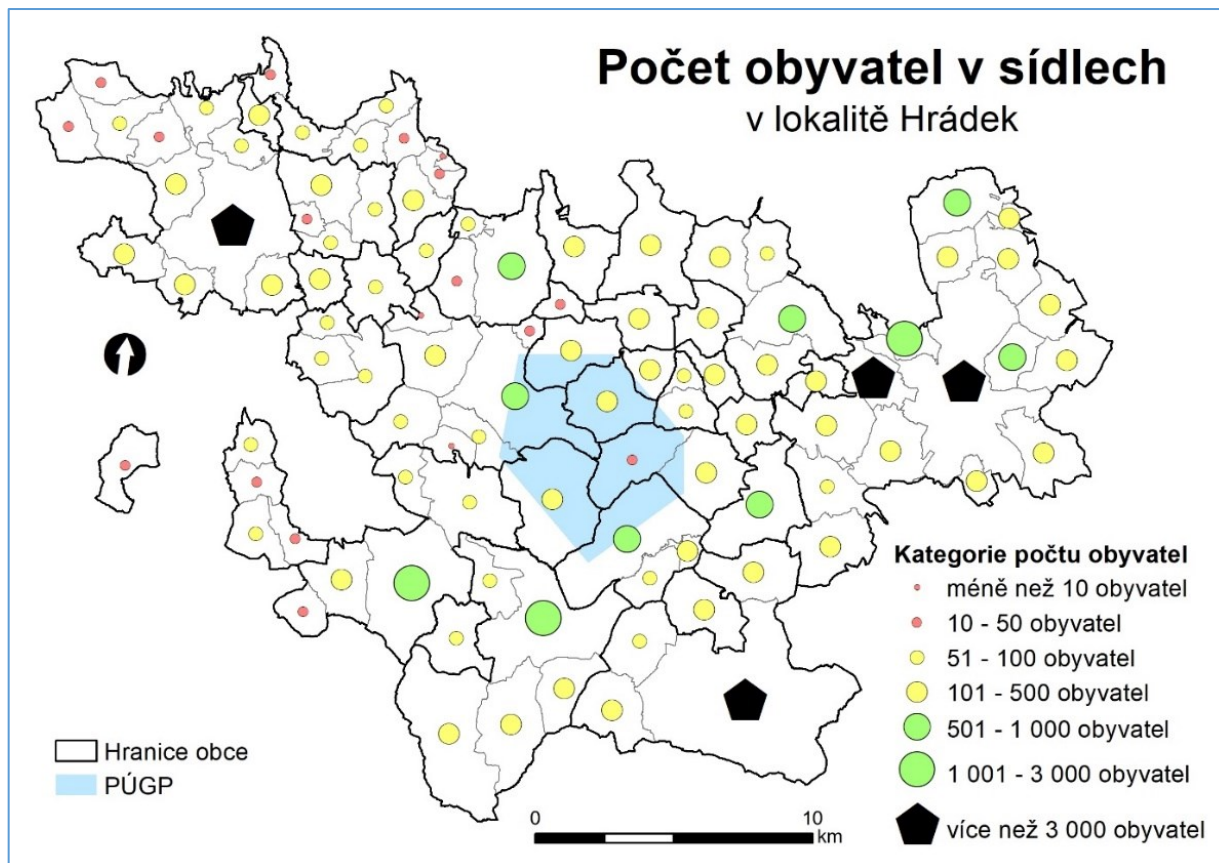 Počet obyvatel v sídlech
v lokalitě Hrádek
Kategorie počtu obyvatel
méně než 10 obyvatel
10 - 50 obyvatel
51 - 100 obyvatel
101 - 500 obyvatel
501 - 1 000 obyvatel
1 001 - 3 000 obyvatel
více než 3 000 obyvatel
Hranice obce
PÚGP
0 10
km